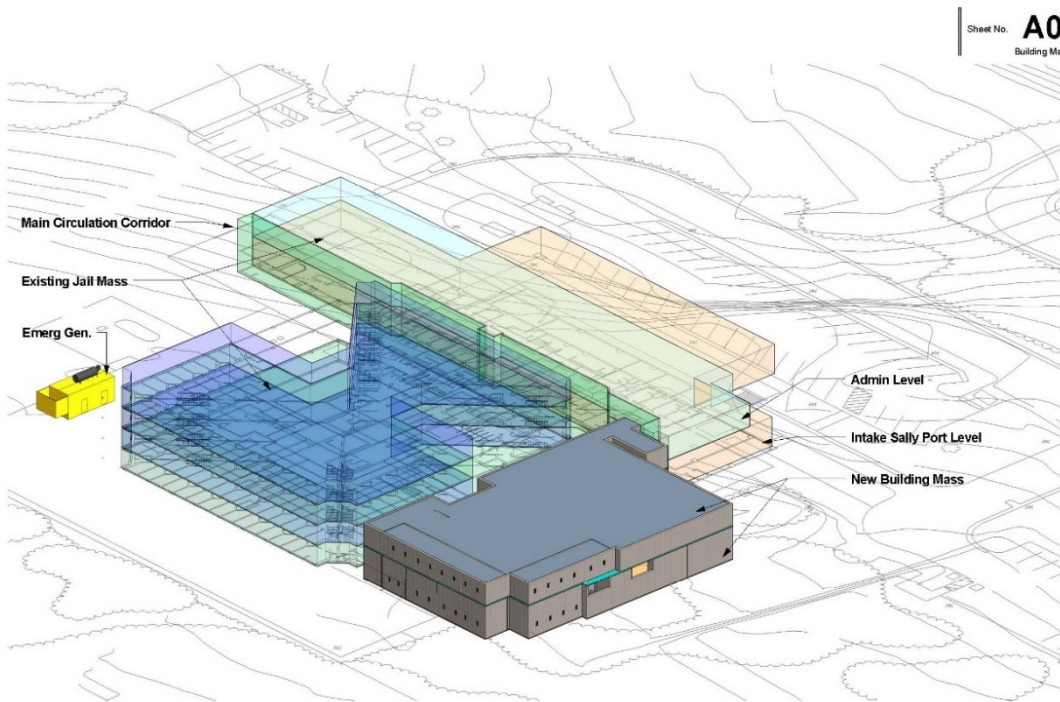 Sheet No. A0
Building Ma
Main Circulation Corridor
Existing Jail Mass
Emerg Gen.
Admin Level
Intake Sally Port Level
New Building Mass